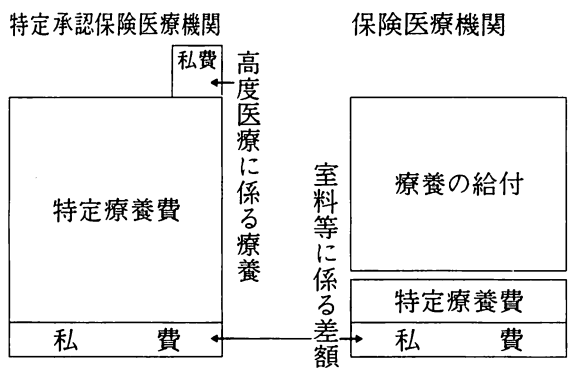 特定承認保険医療機関
私費
高度医療に係る療養
特定療養費
私費
保険医療機関
療養の給付
室料等に係る差額
特定療養費
私費